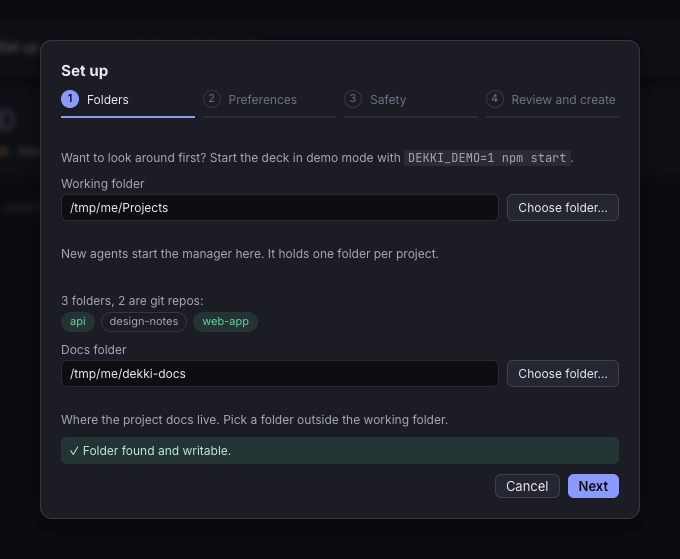 Set up
1 Folders
2 Preferences
3 Safety
4 Review and create
Want to look around first? Start the deck in demo mode with DEKKI_DEMO=1 npm start.
Working folder
/tmp/me/Projects
Choose folder...
New agents start the manager here. It holds one folder per project.
3 folders, 2 are git repos:
api design-notes web-app
Docs folder
/tmp/me/dekki-docs
Choose folder...
Where the project docs live. Pick a folder outside the working folder.
✓ Folder found and writable.
Cancel
Next